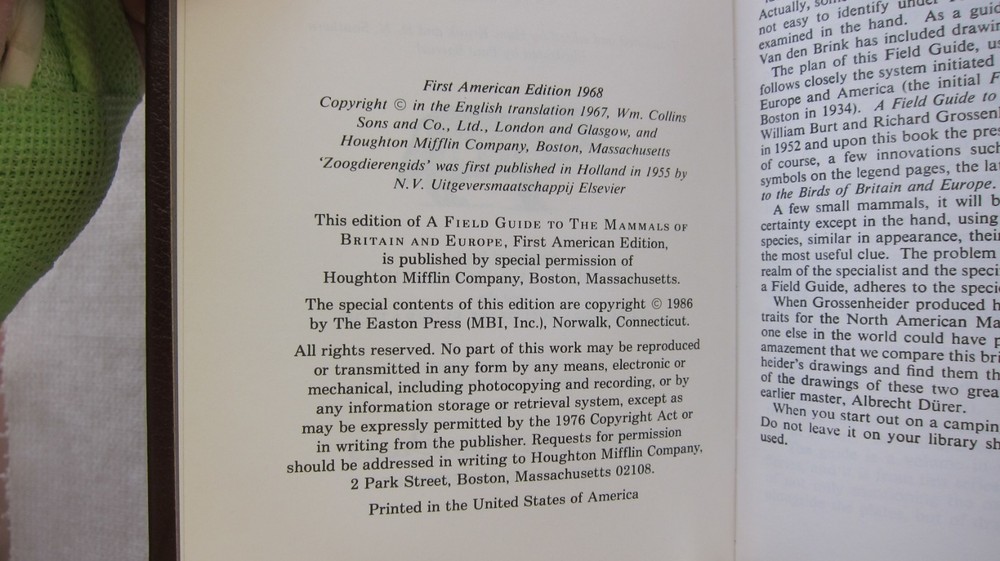 First American Edition 1968
Copyright © in the English translation 1967, Wm. Collins
Sons and Co., Ltd., London and Glasgow, and
Houghton Mifflin Company, Boston, Massachusetts
'Zoogdierengids' was first published in Holland in 1955 by
N.V. Uitgeversmaatschappij Elsevier
This edition of A FIELD GUIDE TO THE MAMMALS OF
BRITAIN AND EUROPE, First American Edition,
is published by special permission of
Houghton Mifflin Company, Boston, Massachusetts.
The special contents of this edition are copyright © 1986
by The Easton Press (MBI, Inc.), Norwalk, Connecticut.
All rights reserved. No part of this work may be reproduced
or transmitted in any form by any means, electronic or
mechanical, including photocopying and recording, or by
any information storage or retrieval system, except as
may be expressly permitted by the 1976 Copyright Act or
in writing from the publisher. Requests for permission
should be addressed in writing to Houghton Mifflin Company,
2 Park Street, Boston, Massachusetts 02108.
Printed in the United States of America
Actually,
not easy to identify under
examined in the hand. As a
Van den Brink has included
The plan of this Field Guide,
follows closely the system initiated
Europe and America (the initial
Boston in 1934). A Field Guide to
William Burt and Richard
in 1952 and upon this book the
of course, a few innovations
symbols on the legend pages, the
to the Birds of Britain and Europe.
A few small mammals, it will
certainty except in the hand, using
species, similar in appearance,
the most useful clue. The problem
realm of the specialist and the
a Field Guide, adheres to the
When Grossenheider produced
traits for the North American
one else in the world could have
amazement that we compare this
heider's drawings and find them
of the drawings of these two
earlier master, Albrecht Dürer.
When you start out on a
Do not leave it on your library
used.